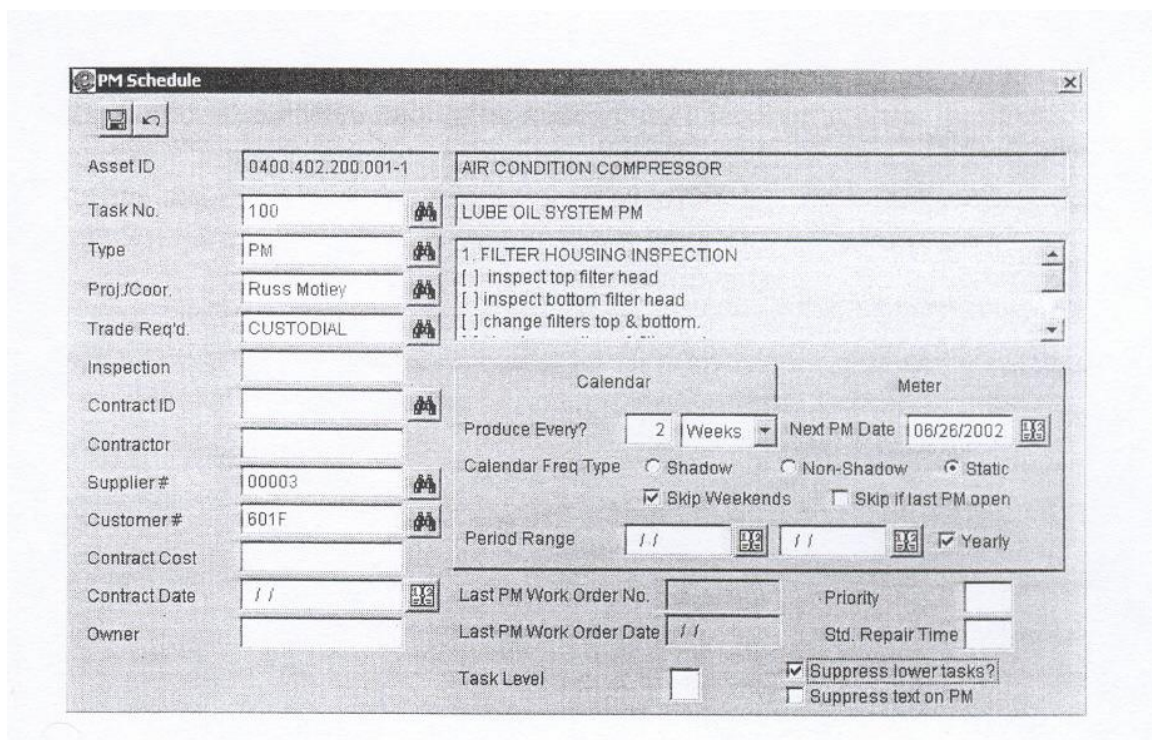 PM Schedule
Asset ID 0400.402.200.001-1 AIR CONDITION COMPRESSOR
Task No. 100 LUBE OIL SYSTEM PM
Type PM
1. FILTER HOUSING INSPECTION
[ ] inspect top filter head
Proj./Coor. Russ Motley
[ ] inspect bottom filter head
Trade Req'd. CUSTODIAL
[ ] change filters top & bottom.
Inspection
Contract ID
Contractor
Supplier # 00003
Customer # 601F
Contract Cost
Contract Date / /
Owner
Calendar Meter
Produce Every? 2 Weeks Next PM Date 06/26/2002
Calendar Freq Type Shadow Non-Shadow Static
Skip Weekends Skip if last PM open
Period Range / / / / Yearly
Last PM Work Order No. Priority
Last PM Work Order Date / / Std. Repair Time
Task Level Suppress lower tasks?
Suppress text on PM